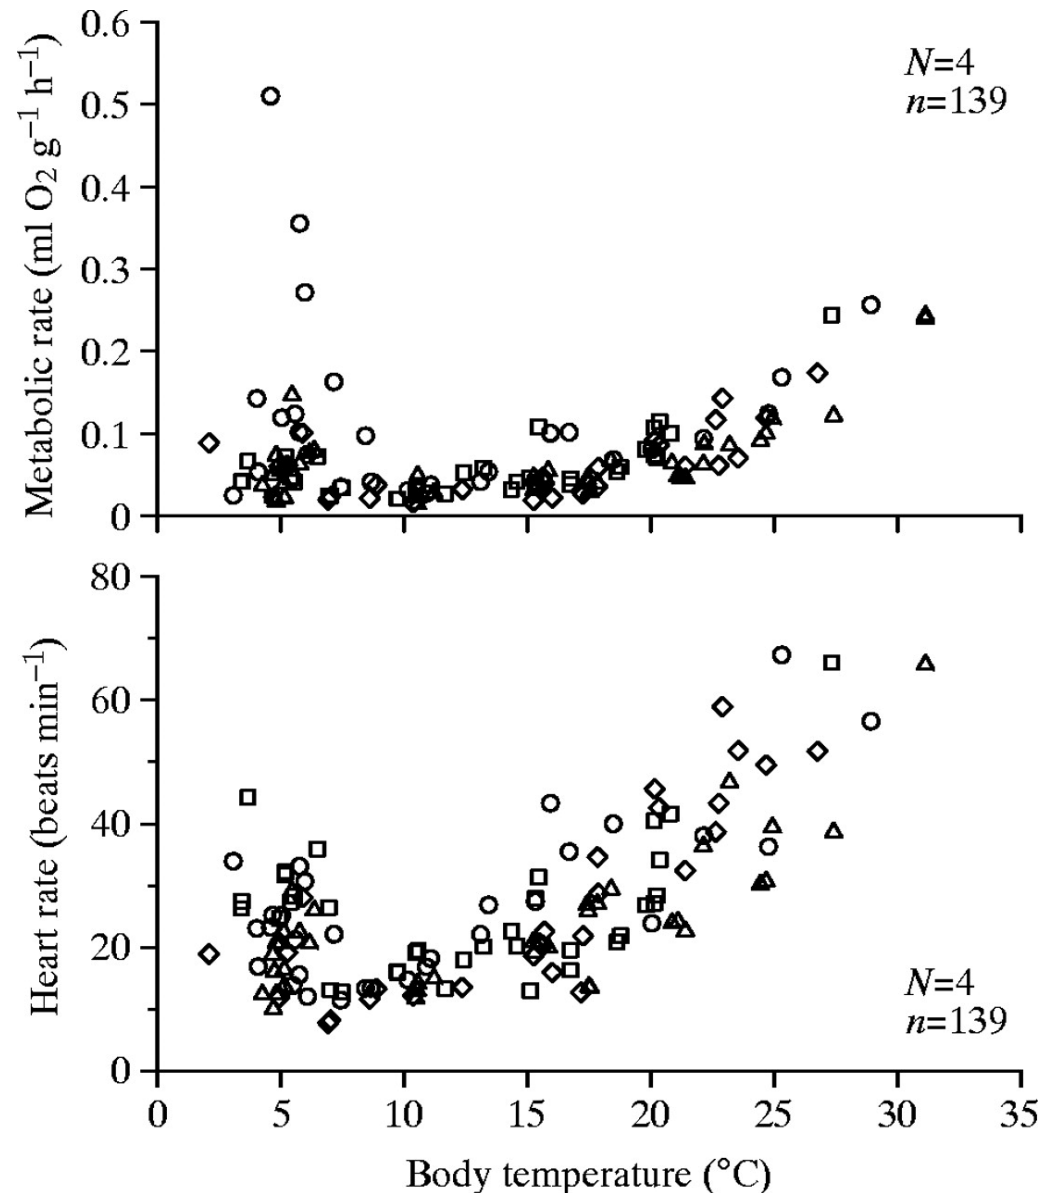 0.6
0.5
0.4
0.3
0.2
0.1
0
Metabolic rate (ml O₂ g⁻¹ h⁻¹)
N=4
n=139
80
60
40
20
0
Heart rate (beats min⁻¹)
N=4
n=139
0 5 10 15 20 25 30 35
Body temperature (°C)